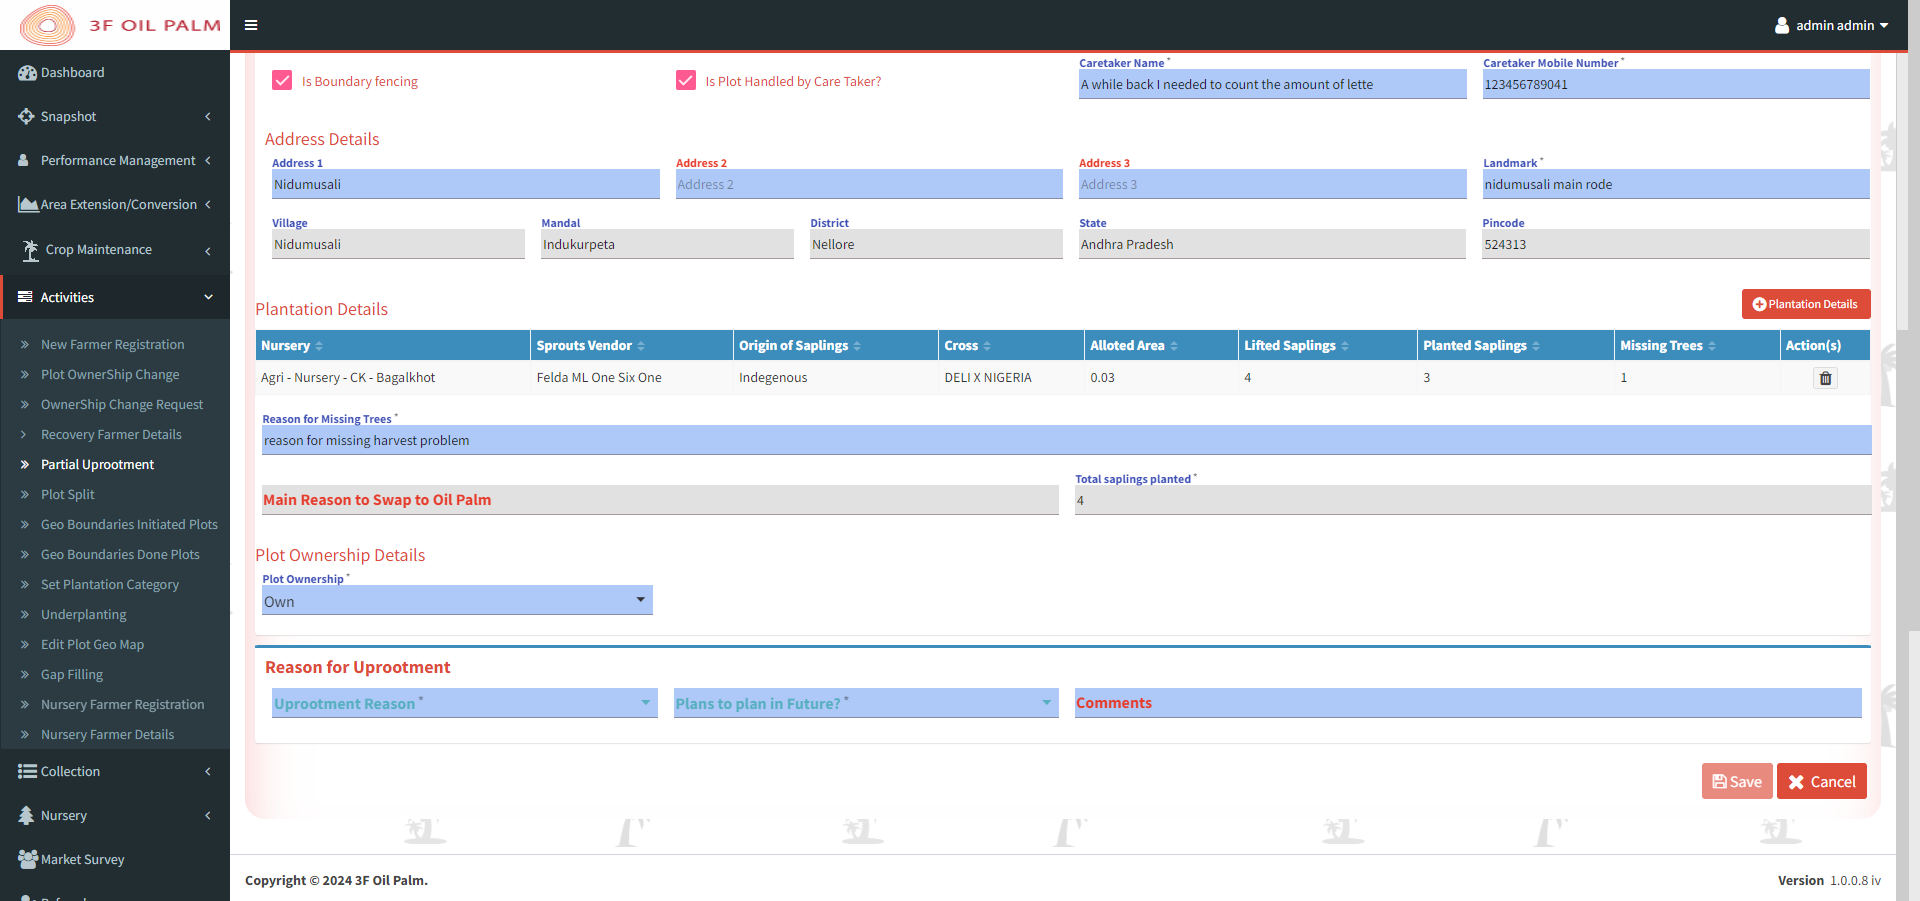 3F OIL PALM
admin admin
Dashboard
Snapshot
Performance Management
Area Extension/Conversion
Crop Maintenance
Activities
New Farmer Registration
Plot OwnerShip Change
OwnerShip Change Request
Recovery Farmer Details
Partial Uprootment
Plot Split
Geo Boundaries Initiated Plots
Geo Boundaries Done Plots
Set Plantation Category
Underplanting
Edit Plot Geo Map
Gap Filling
Nursery Farmer Registration
Nursery Farmer Details
Collection
Nursery
Market Survey
Is Boundary fencing
Is Plot Handled by Care Taker?
Caretaker Name *
A while back I needed to count the amount of lette
Caretaker Mobile Number *
123456789041
Address Details
Address 1
Nidumusali
Address 2
Address 2
Address 3
Address 3
Landmark *
nidumusali main rode
Village
Nidumusali
Mandal
Indukurpeta
District
Nellore
State
Andhra Pradesh
Pincode
524313
Plantation Details
Plantation Details
Nursery Sprouts Vendor Origin of Saplings Cross Alloted Area Lifted Saplings Planted Saplings Missing Trees Action(s)
Agri - Nursery - CK - Bagalkhot Felda ML One Six One Indegenous DELI X NIGERIA 0.03 4 3 1
Reason for Missing Trees *
reason for missing harvest problem
Main Reason to Swap to Oil Palm
Total saplings planted *
4
Plot Ownership Details
Plot Ownership *
Own
Reason for Uprootment
Uprootment Reason *
Plans to plan in Future? *
Comments
Save
Cancel
Copyright © 2024 3F Oil Palm.
Version 1.0.0.8 iv